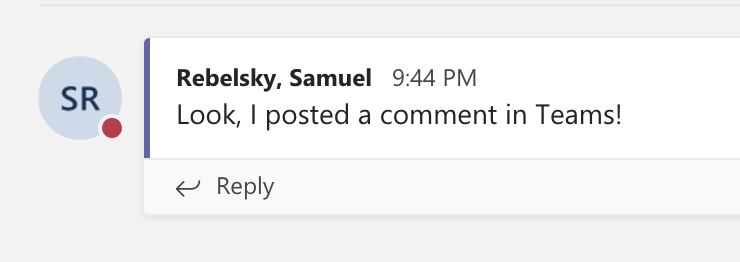 SR
Rebelsky, Samuel 9:44 PM
Look, I posted a comment in Teams!
Reply